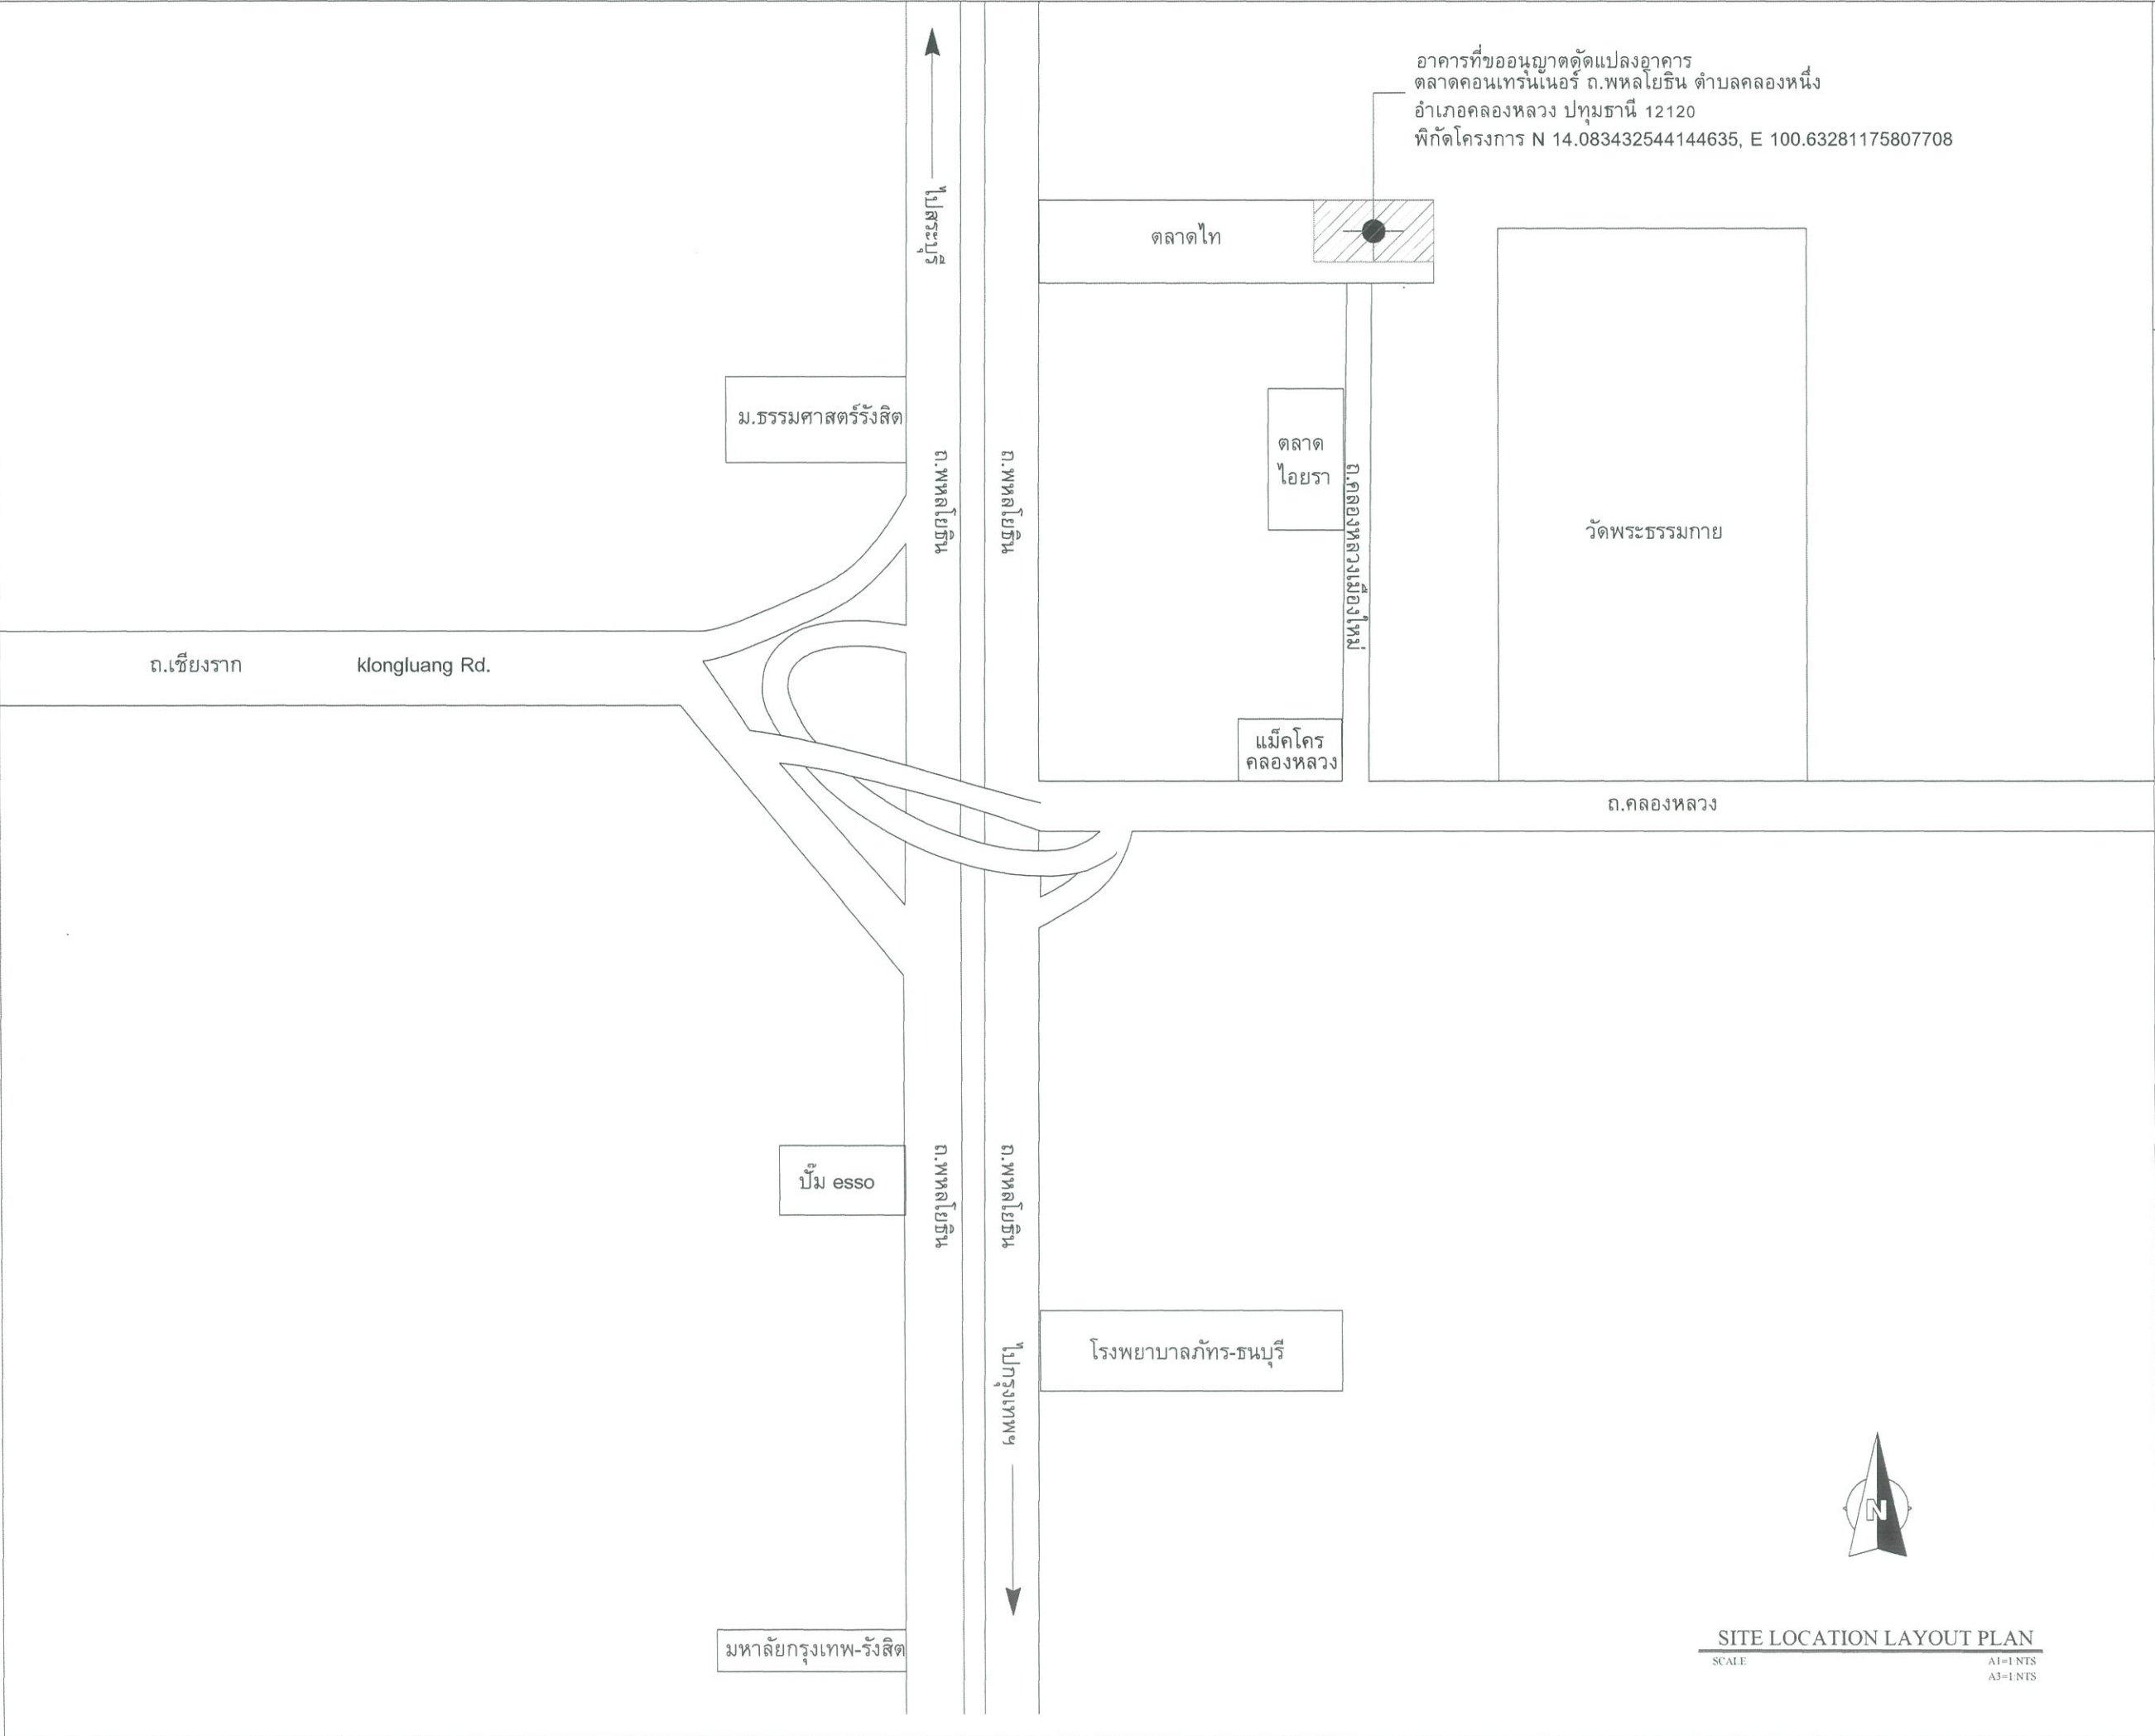 อาคารที่ขออนุญาตดัดแปลงอาคาร
ตลาดคอนเทรนเนอร์ ถ.พหลโยธิน ตำบลคลองหนึ่ง
อำเภอคลองหลวง ปทุมธานี 12120
พิกัดโครงการ N 14.083432544144635, E 100.63281175807708
ไปสระบุรี
ตลาดไท
ม.ธรรมศาสตร์รังสิต
ถ.พหลโยธิน
ถ.พหลโยธิน
ตลาด
ไอยรา
ถ.คลองหลวงเมืองใหม่
วัดพระธรรมกาย
ถ.เชียงราก
klongluang Rd.
แม็คโคร
คลองหลวง
ถ.คลองหลวง
ปั๊ม esso
ถ.พหลโยธิน
ถ.พหลโยธิน
โรงพยาบาลภัทร-ธนบุรี
ไปกรุงเทพฯ
N
มหาลัยกรุงเทพ-รังสิต
SITE LOCATION LAYOUT PLAN
SCALE
A1=1:NTS
A3=1:NTS